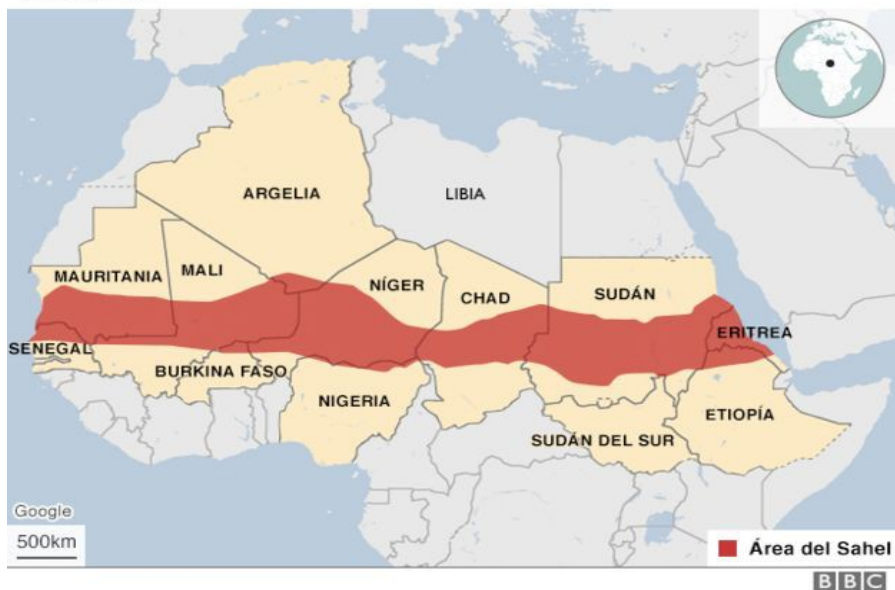 ARGELIA
LIBIA
MAURITANIA
MALI
NÍGER
CHAD
SUDÁN
ERITREA
SENEGAL
BURKINA FASO
NIGERIA
SUDÁN DEL SUR
ETIOPÍA
Google
500km
Área del Sahel
BBC